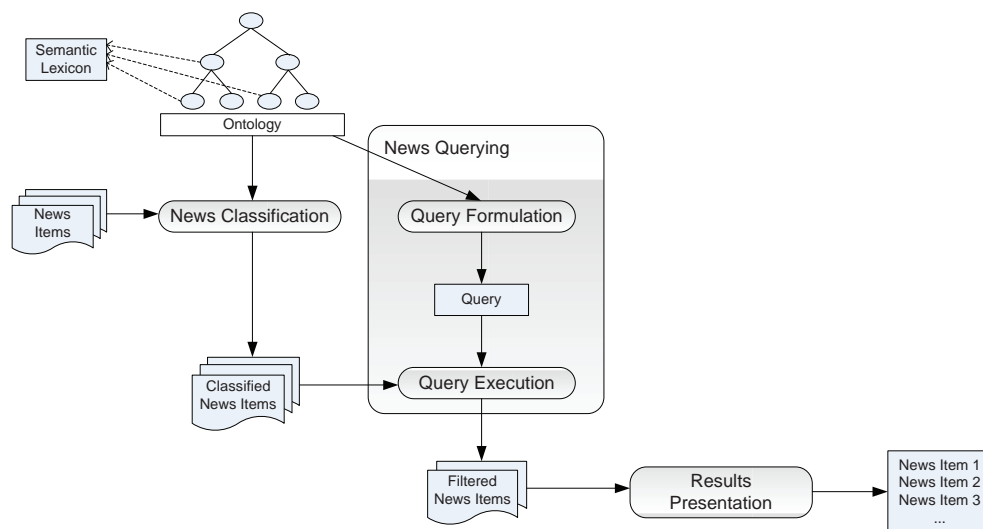 Semantic
Lexicon
Ontology
News Querying
News
Items
News Classification
Query Formulation
Query
Classified
News Items
Query Execution
Filtered
News Items
Results
Presentation
News Item 1
News Item 2
News Item 3
...